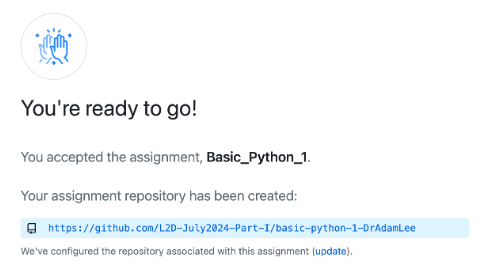 You're ready to go!
You accepted the assignment, Basic_Python_1.
Your assignment repository has been created:
https://github.com/L2D-July2024-Part-I/basic-python-1-DrAdamLee
We've configured the repository associated with this assignment (update).